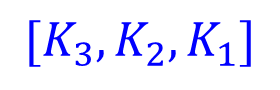 [K₃, K₂, K₁]